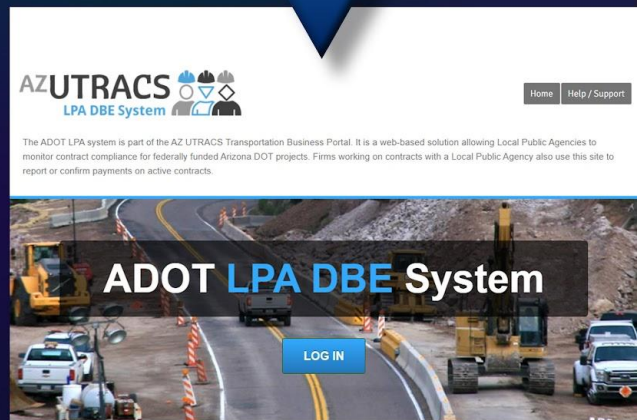 AZUTRACS
LPA DBE System
Home
Help / Support
The ADOT LPA system is part of the AZ UTRACS Transportation Business Portal. It is a web-based solution allowing Local Public Agencies to
monitor contract compliance for federally funded Arizona DOT projects. Firms working on contracts with a Local Public Agency also use this site to
report or confirm payments on active contracts.
ADOT LPA DBE System
LOG IN